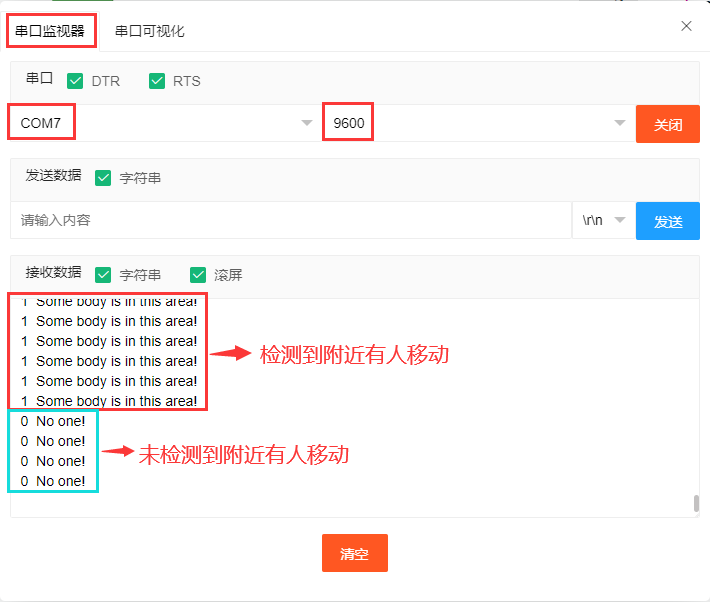 串口监视器 串口可视化
串口 DTR RTS
COM7 9600 关闭
发送数据 字符串
请输入内容 \r\n 发送
接收数据 字符串 滚屏
1 Some body is in this area!
1 Some body is in this area!
1 Some body is in this area!
1 Some body is in this area!
1 Some body is in this area!
1 Some body is in this area!
检测到附近有人移动
0 No one!
0 No one!
0 No one!
0 No one!
未检测到附近有人移动
清空